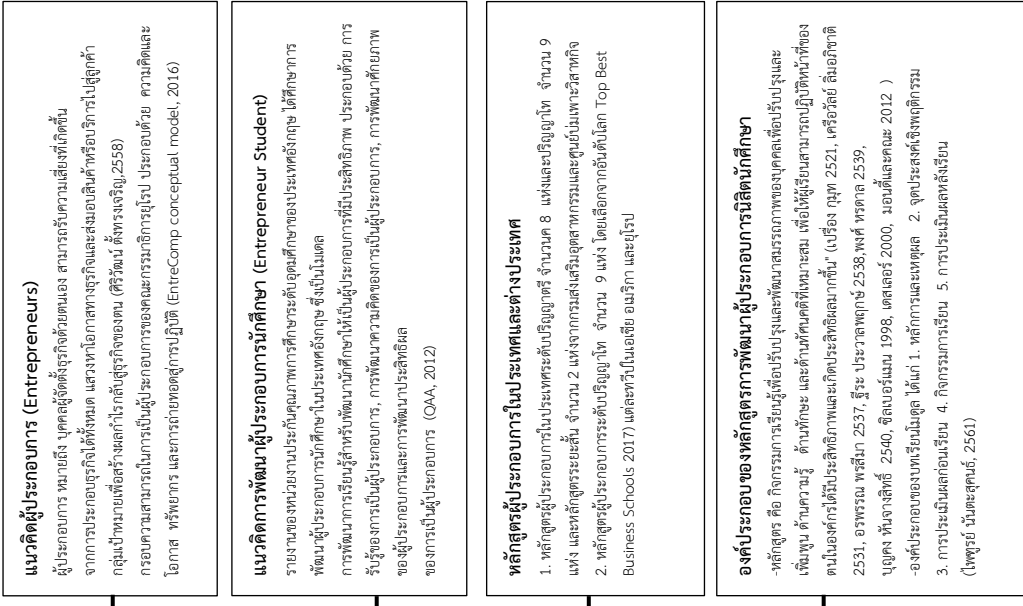 แนวคิดผู้ประกอบการ (Entrepreneurs)
ผู้ประกอบการ หมายถึง บุคคลผู้จัดตั้งธุรกิจด้วยตนเอง สามารถรับความเสี่ยงที่เกิดขึ้น
จากการประกอบธุรกิจได้ทั้งหมด แสวงหาโอกาสทางธุรกิจและส่งมอบสินค้าหรือบริการไปสู่ลูกค้า
กลุ่มเป้าหมายเพื่อสร้างผลกำไรกลับสู่ธุรกิจของตน (ศิริวัฒน์ ตั้งทรงเจริญ,2558)
กรอบความสามารถในการเป็นผู้ประกอบการของคณะกรรมาธิการยุโรป ประกอบด้วย ความคิดและ
โอกาส ทรัพยากร และการถ่ายทอดสู่การปฏิบัติ (EntreComp conceptual model, 2016)
แนวคิดการพัฒนาผู้ประกอบการนักศึกษา (Entrepreneur Student)
รายงานของหน่วยงานประกันคุณภาพการศึกษาระดับอุดมศึกษาของประเทศอังกฤษ ได้ศึกษาการ
พัฒนาผู้ประกอบการนักศึกษาในประเทศอังกฤษ ซึ่งเป็นโมเดล
การพัฒนาการเรียนรู้สำหรับพัฒนานักศึกษาให้เป็นผู้ประกอบการที่มีประสิทธิภาพ ประกอบด้วย การ
รับรู้ของการเป็นผู้ประกอบการ, การพัฒนาความคิดของการเป็นผู้ประกอบการ, การพัฒนาศักยภาพ
ของผู้ประกอบการและการพัฒนาประสิทธิผล
ของการเป็นผู้ประกอบการ (QAA, 2012)
หลักสูตรผู้ประกอบการในประเทศและต่างประเทศ
1. หลักสูตรผู้ประกอบการในประเทศระดับปริญญาตรี จำนวนค 8 แห่งและปริญญาโท จำนวน 9
แห่ง และหลักสูตรระยะสั้น จำนวน 2 แห่งจากกรมส่งเสริมอุตสาหกรรมและศูนย์บ่มเพาะวิสาหกิจ
2. หลักสูตรผู้ประกอบการระดับปริญญาโท จำนวน 9 แห่ง โดยเลือกจากอันดับโลก Top Best
Business Schools 2017) แต่ละทวีปในเอเชีย อเมริกา และยุโรป
องค์ประกอบของหลักสูตรการพัฒนาผู้ประกอบการนิสิตนักศึกษา
-หลักสูตร คือ กิจกรรมการเรียนรู้เพื่อปรับปรุงและพัฒนาสมรรถภาพของบุคคลเพื่อปรับปรุงและ
เพิ่มพูน ด้านความรู้ ด้านทักษะ และด้านทัศนคติที่เหมาะสม เพื่อให้ผู้เรียนสามารถปฏิบัติหน้าที่ของ
ตนในองค์กรได้มีประสิทธิภาพและเกิดประสิทธิผลมากขึ้น" (เปรื่อง กุมุท 2521, เครือวัลย์ ลิ่มอภิชาติ
2531, อรพรรณ พรสีมา 2537, ธีระ ประวาลพฤกษ์ 2538,พงศ์ หรดาล 2539,
บุญคง หันจางสิทธิ์ 2540, ซิลเบอร์แมน 1998, เดสเลอร์ 2000, มอนดี้และคณะ 2012 )
-องค์ประกอบของบทเรียนโมดูล ได้แก่ 1. หลักการและเหตุผล 2. จุดประสงค์เชิงพฤติกรรม
3. การประเมินผลก่อนเรียน 4. กิจกรรมการเรียน 5. การประเมินผลหลังเรียน
(ไพฑูรย์ นันตะสุคนธ์, 2561)